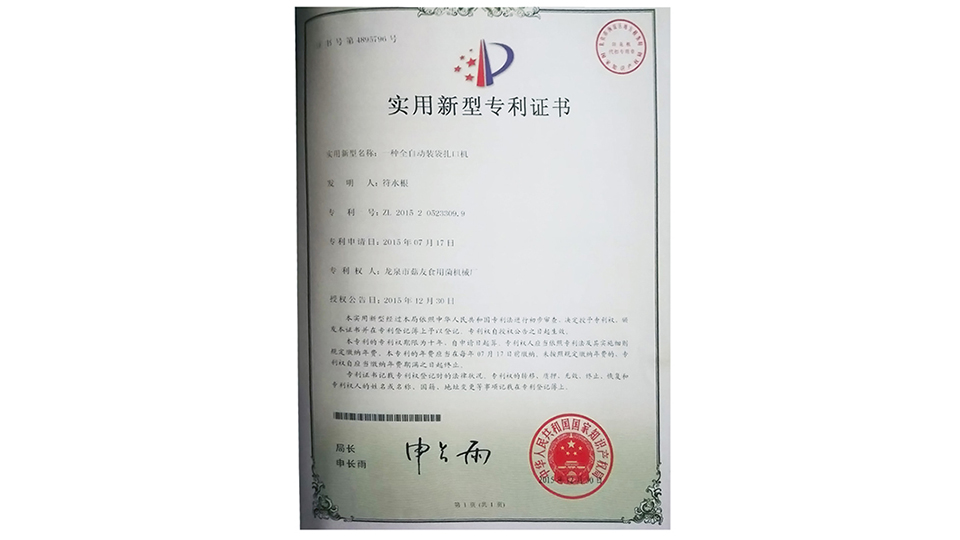 证书号第4895796号
实用新型专利证书
实用新型名称：一种全自动装袋扎口机
发 明 人：符水根
专 利 号：ZL 2015 2 0523309.9
专利申请日：2015年07月17日
专 利 权 人：龙泉市菇友食用菌机械厂
授权公告日：2015年12月30日
本实用新型经过本局依照中华人民共和国专利法进行初步审查，决定授予专利权，颁
发本证书并在专利登记簿上予以登记。专利权自授权公告之日起生效。
本专利的专利权期限为十年，自申请日起算。专利权人应当依照专利法及其实施细则
规定缴纳年费。本专利的年费应当在每年07月17日前缴纳。未按照规定缴纳年费的，专
利权自应当缴纳年费期满之日起终止。
专利证书记载专利权登记时的法律状况。专利权的转移、质押、无效、终止、恢复和
专利权人的姓名或名称、国籍、地址变更等事项记载在专利登记簿上。
局长
申长雨
申长雨
中华人民共和国国家知识产权局
2015年12月30日
第1页（共1页）